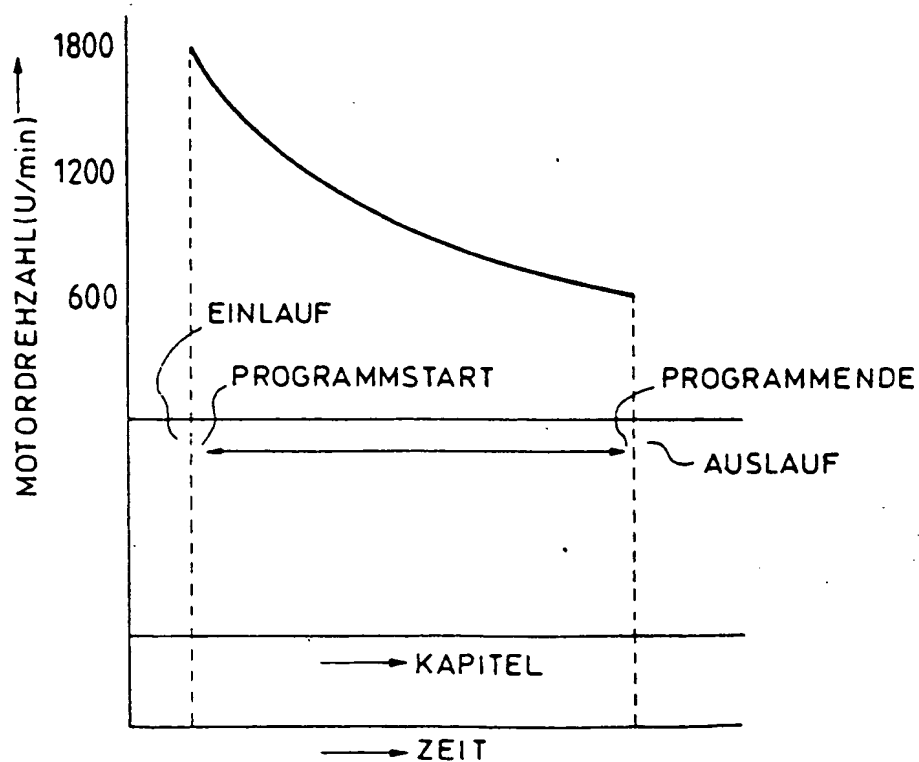 MOTORDREHZAHL(U/min)
1800
1200
600
EINLAUF
PROGRAMMSTART
PROGRAMMENDE
AUSLAUF
KAPITEL
ZEIT